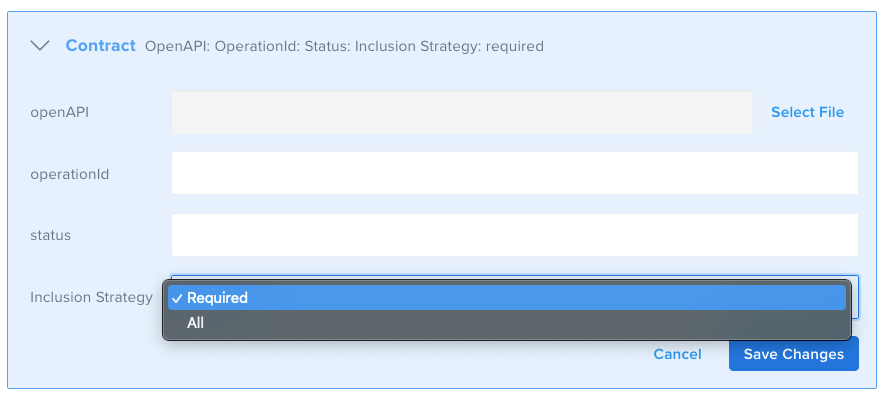 Contract OpenAPI: OperationId: Status: Inclusion Strategy: required
openAPI Select File
operationId
status
Inclusion Strategy ✓ Required
All
Cancel Save Changes